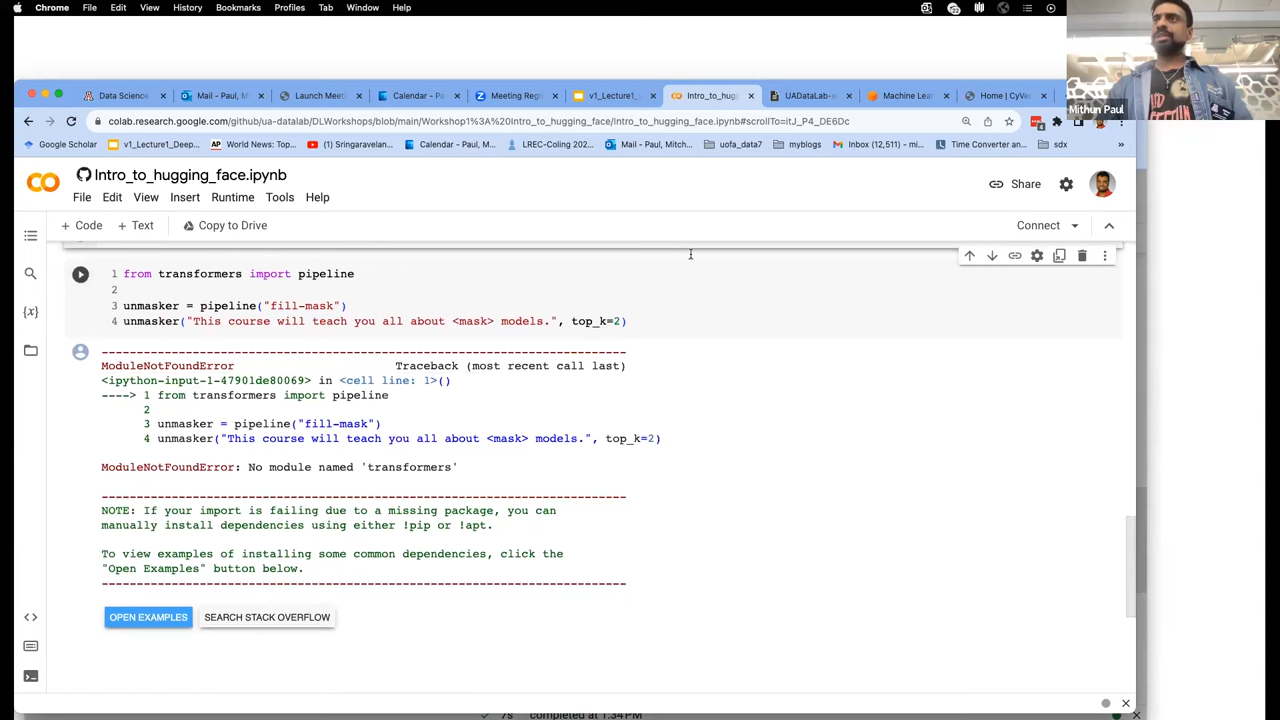 Chrome File Edit View History Bookmarks Profiles Tab Window Help
Mithun Paul
Data Science
Mail - Paul, M
Launch Meeti
Calendar - P
Meeting Regi
v1_Lecture1_
Intro_to_hugg
UADataLab-w
Machine Lear
Home | CyVe
colab.research.google.com/github/ua-datalab/DLWorkshops/blob/main/Workshop1%3A%20Intro_to_hugging_face/Intro_to_hugging_face.ipynb#scrollTo=itJ_P4_DE6Dc
Google Scholar
v1_Lecture1_Deep...
World News: Top...
(1) Singaravelan...
Calendar - Paul, M...
LREC-Coling 202...
Mail - Paul, Mitch...
uofa_data7
myblogs
Inbox (12,511) - m...
Time Converter an...
sdx
»
Intro_to_hugging_face.ipynb
File Edit View Insert Runtime Tools Help
Share
+ Code + Text Copy to Drive
Connect
1 from transformers import pipeline
2
3 unmasker = pipeline("fill-mask")
4 unmasker("This course will teach you all about <mask> models.", top_k=2)
---------------------------------------------------------------------------
ModuleNotFoundError Traceback (most recent call last)
<ipython-input-1-47901de80069> in <cell line: 1>()
----> 1 from transformers import pipeline
2
3 unmasker = pipeline("fill-mask")
4 unmasker("This course will teach you all about <mask> models.", top_k=2)
ModuleNotFoundError: No module named 'transformers'
---------------------------------------------------------------------------
NOTE: If your import is failing due to a missing package, you can
manually install dependencies using either !pip or !apt.
To view examples of installing some common dependencies, click the
"Open Examples" button below.
---------------------------------------------------------------------------
OPEN EXAMPLES SEARCH STACK OVERFLOW
7s completed at 1:34 PM